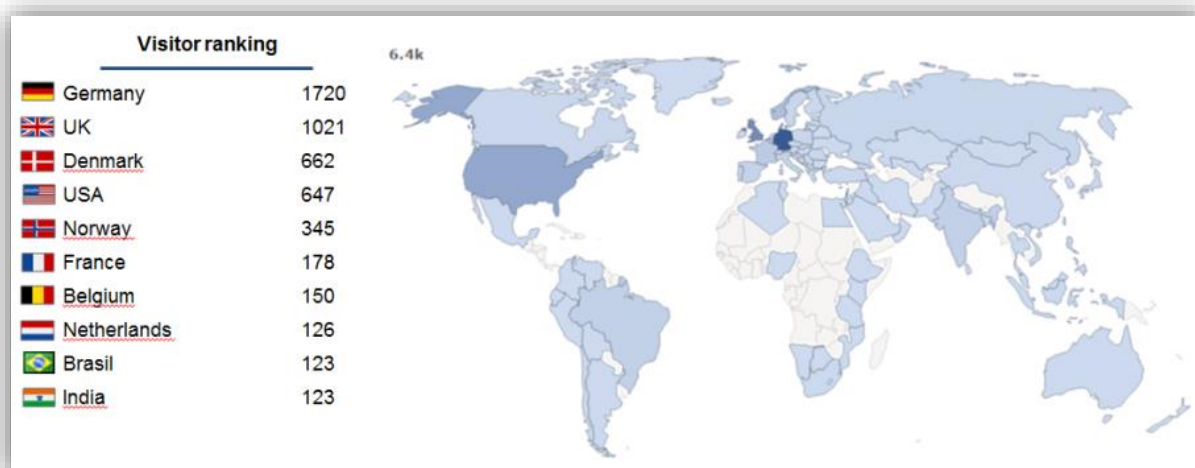 Visitor ranking
6.4k
Germany 1720
UK 1021
Denmark 662
USA 647
Norway 345
France 178
Belgium 150
Netherlands 126
Brasil 123
India 123